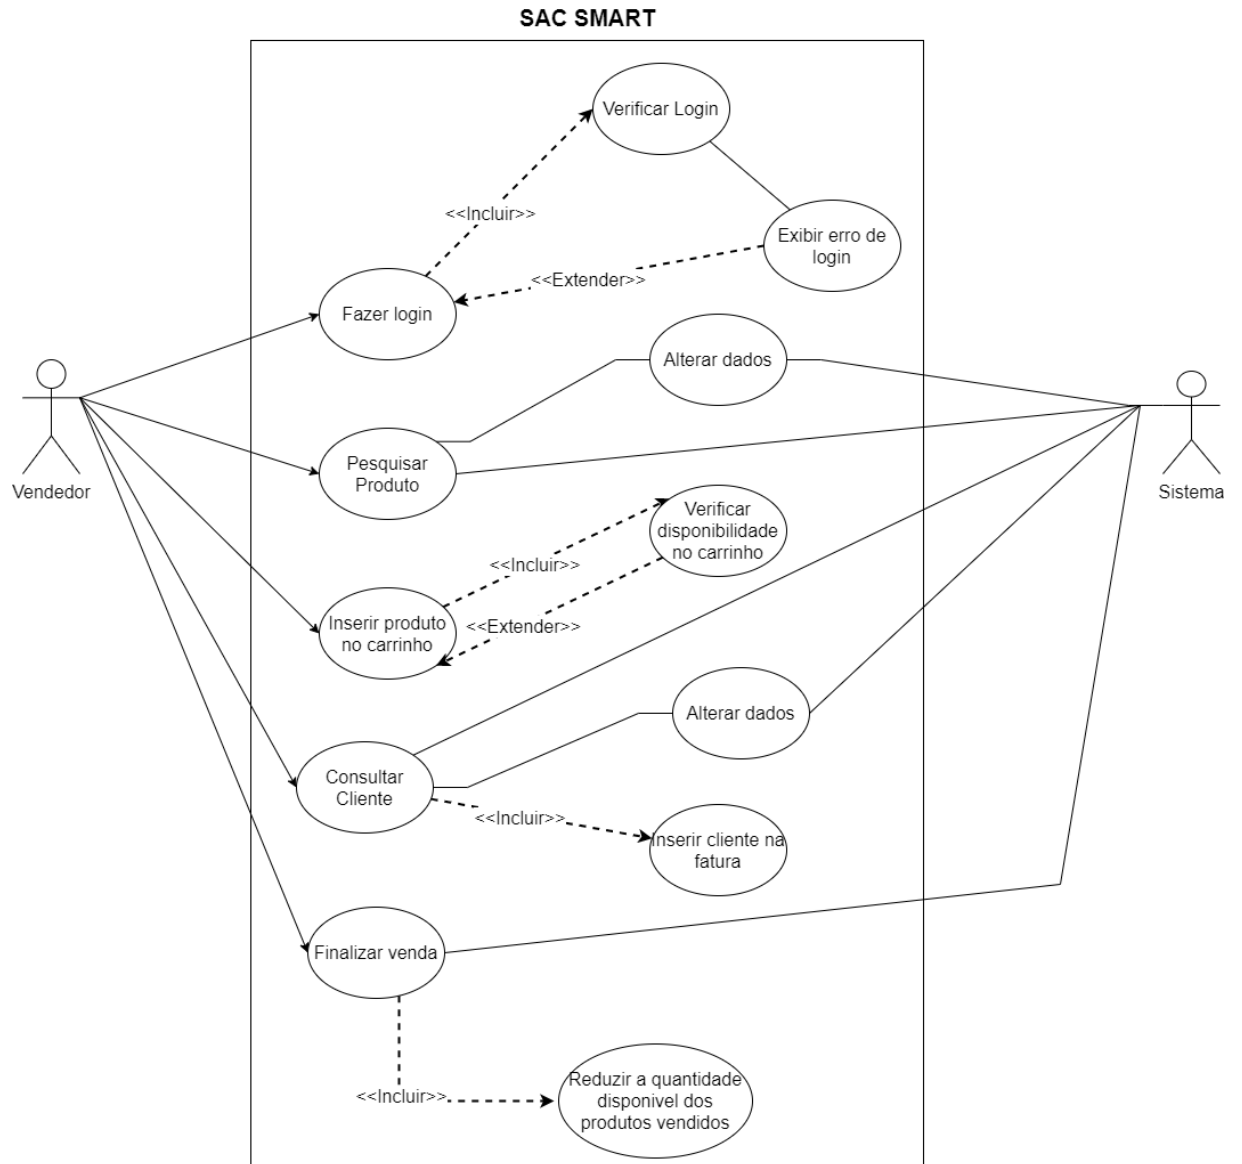 SAC SMART
Verificar Login
<<Incluir>>
Exibir erro de
login
<<Extender>>
Fazer login
Alterar dados
Vendedor
Pesquisar
Produto
Sistema
Verificar
disponibilidade
no carrinho
<<Incluir>>
Inserir produto
no carrinho
<<Extender>>
Alterar dados
Consultar
Cliente
<<Incluir>>
Inserir cliente na
fatura
Finalizar venda
<<Incluir>>
Reduzir a quantidade
disponivel dos
produtos vendidos